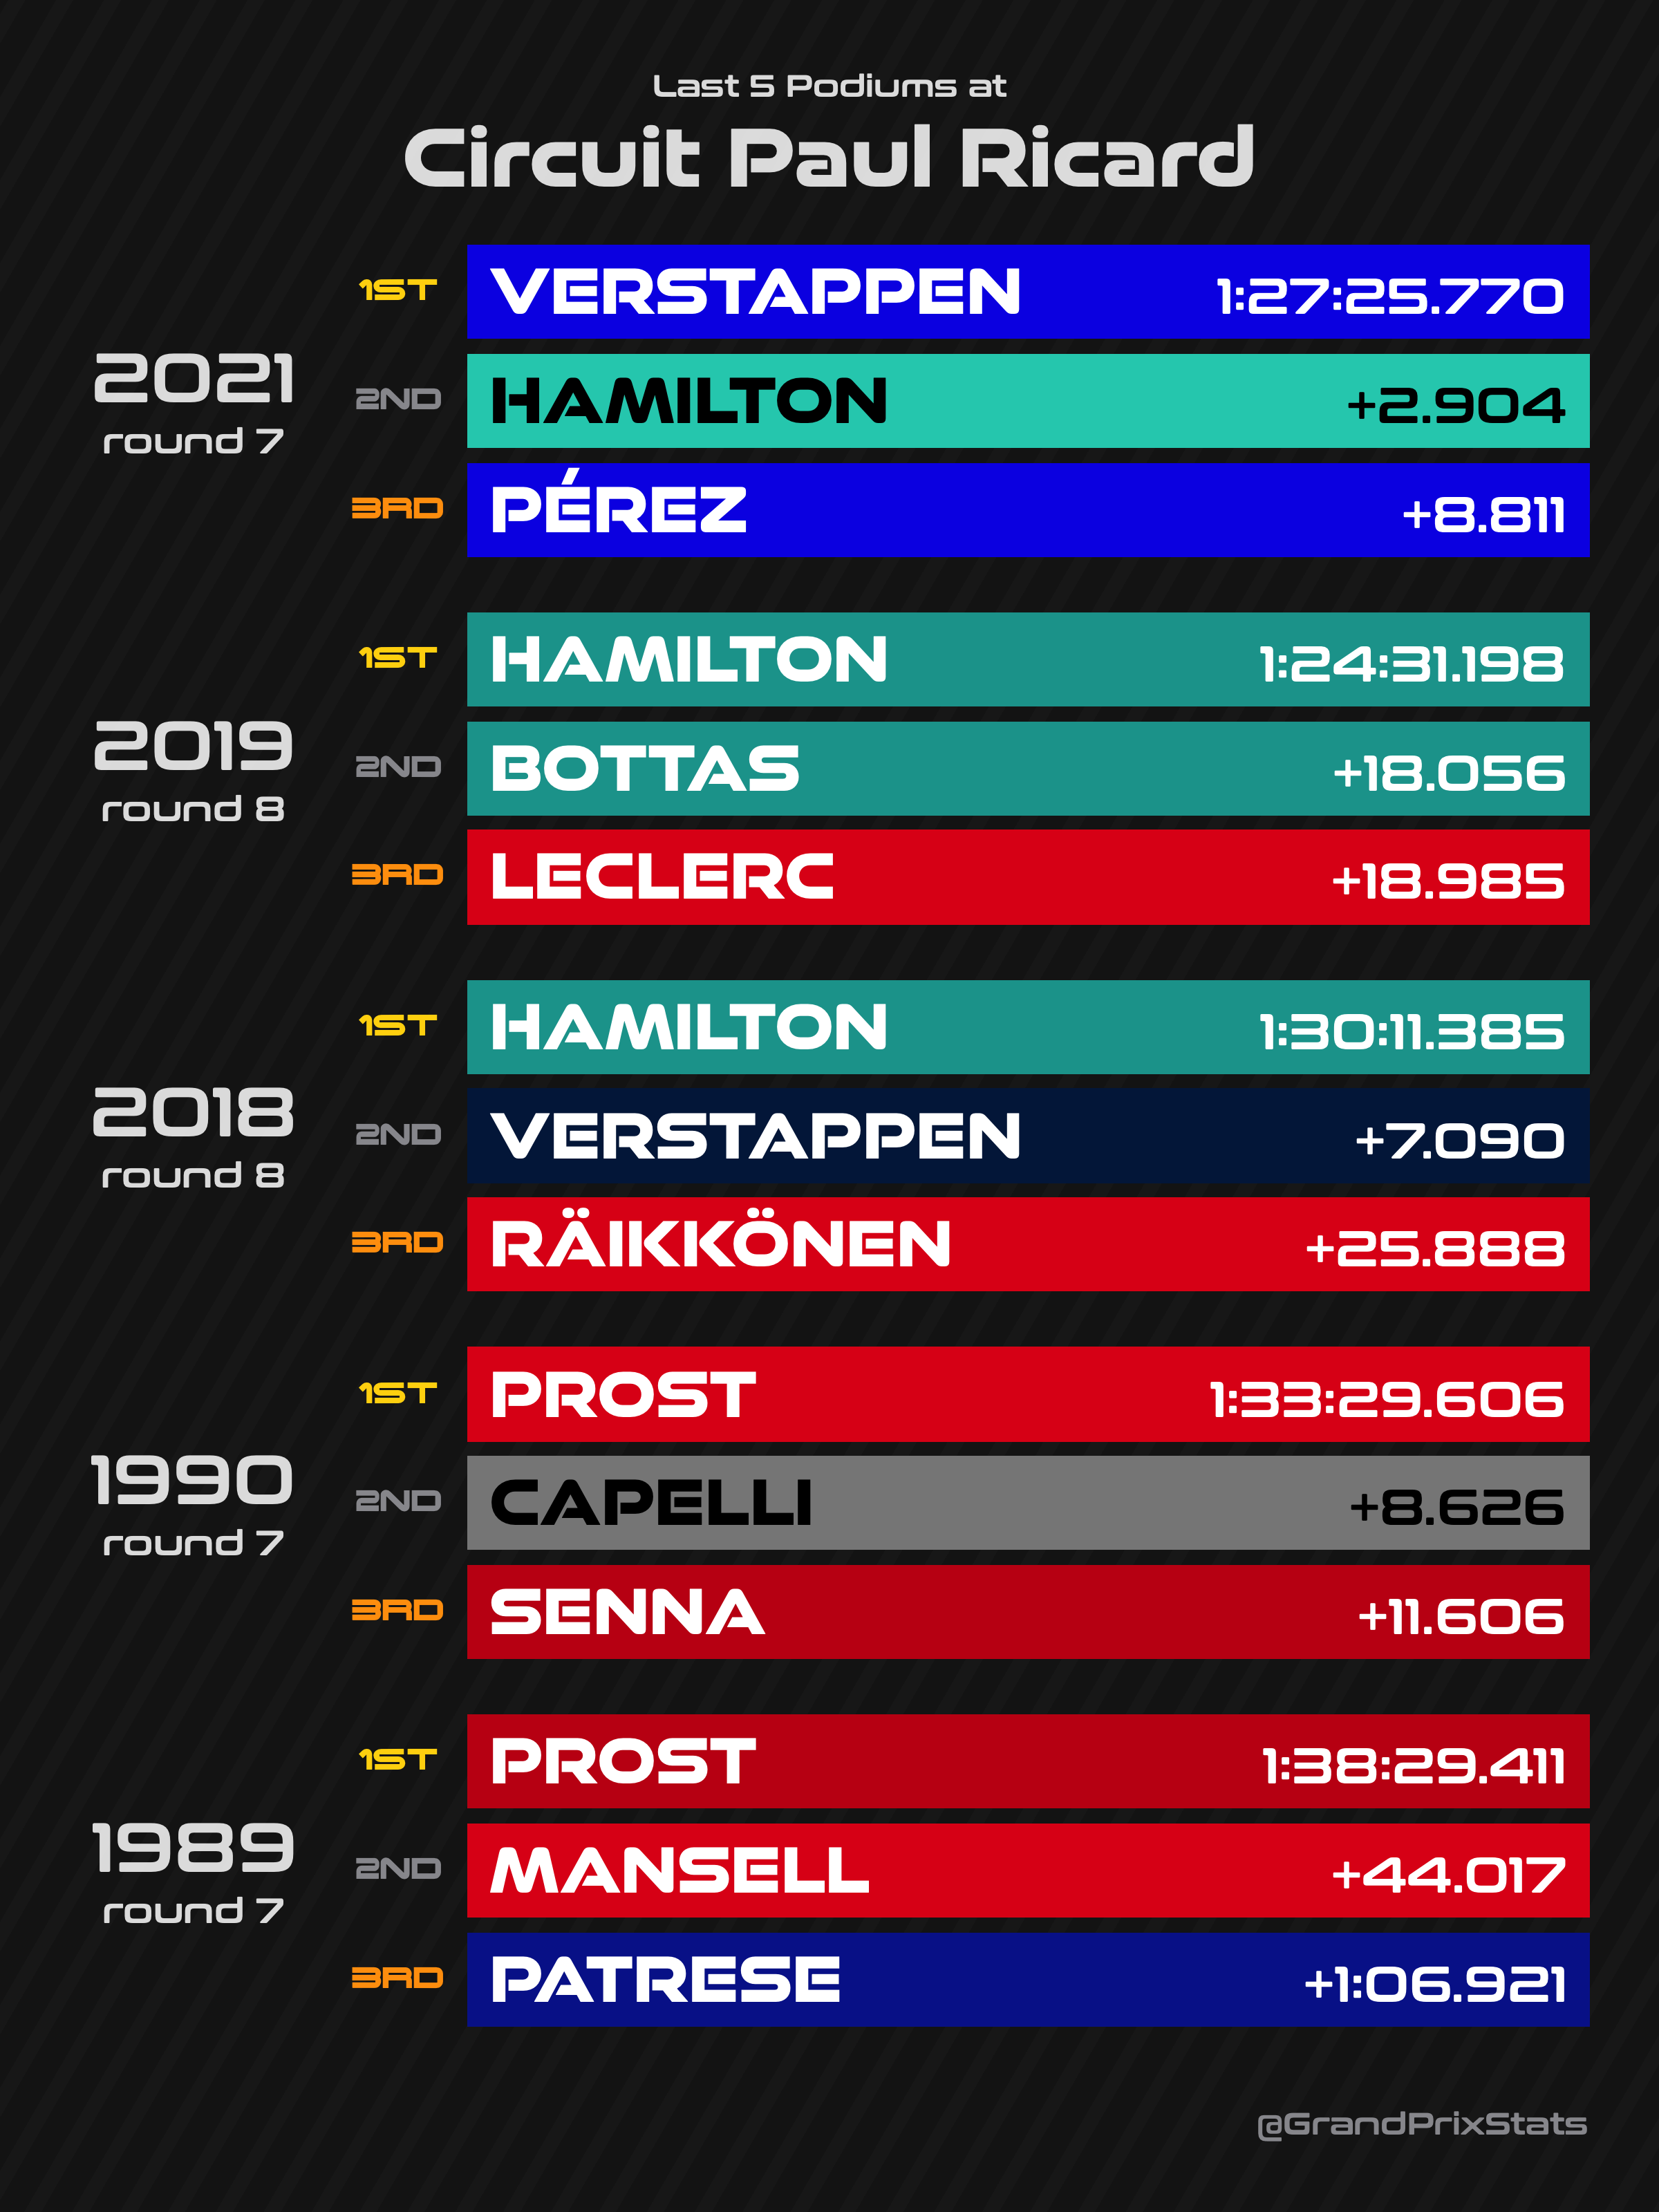 Last 5 Podiums at
Circuit Paul Ricard
2021
round 7
1ST VERSTAPPEN 1:27:25.770
2ND HAMILTON +2.904
3RD PÉREZ +8.811
2019
round 8
1ST HAMILTON 1:24:31.198
2ND BOTTAS +18.056
3RD LECLERC +18.985
2018
round 8
1ST HAMILTON 1:30:11.385
2ND VERSTAPPEN +7.090
3RD RÄIKKÖNEN +25.888
1990
round 7
1ST PROST 1:33:29.606
2ND CAPELLI +8.626
3RD SENNA +11.606
1989
round 7
1ST PROST 1:38:29.411
2ND MANSELL +44.017
3RD PATRESE +1:06.921
@GrandPrixStats